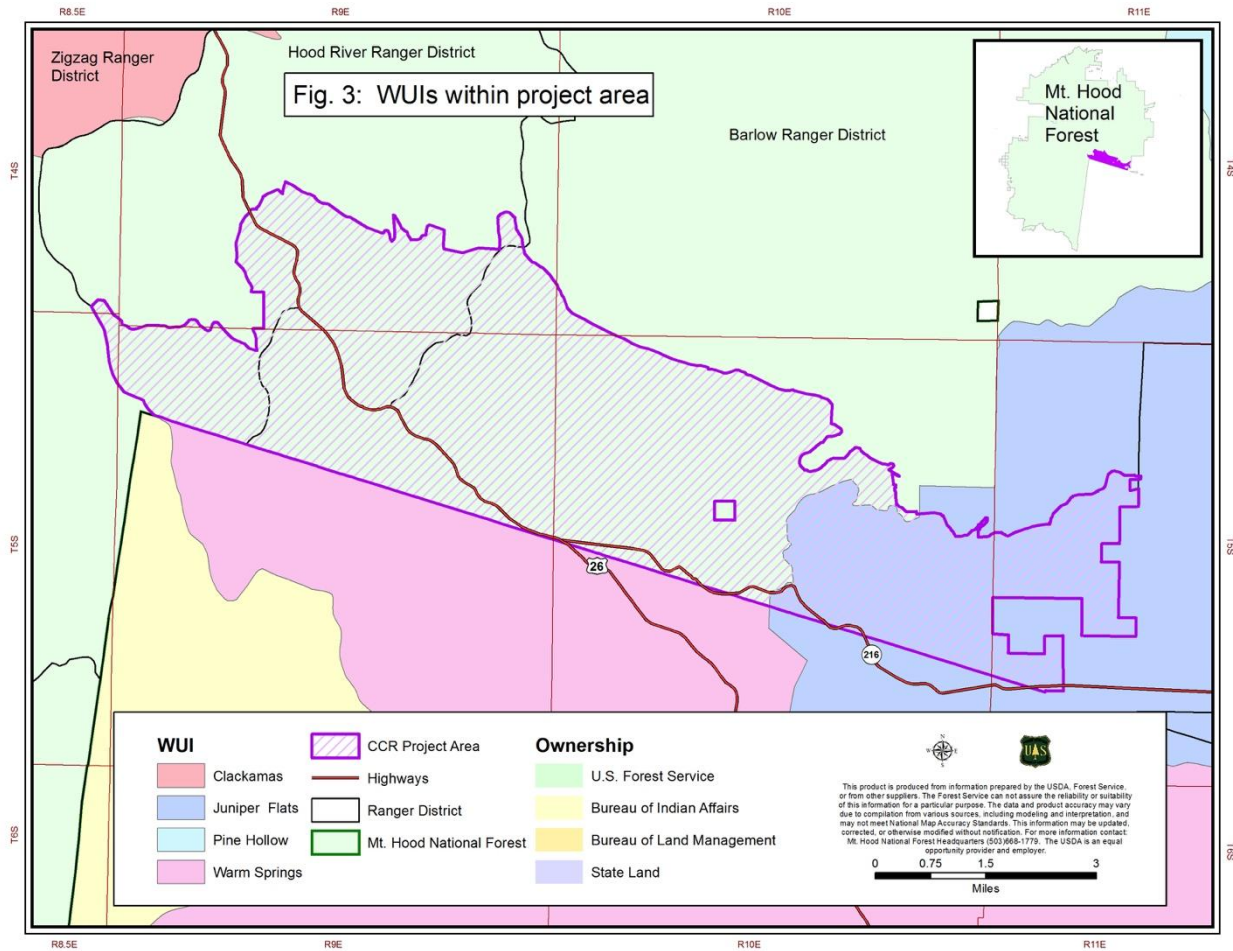 R8.5E
R9E
R10E
R11E
Zigzag Ranger
District
Hood River Ranger District
Fig. 3: WUIs within project area
Barlow Ranger District
Mt. Hood
National
Forest
T4S
T4S
T5S
T5S
26
216
T6S
T6S
WUI
Clackamas
Juniper Flats
Pine Hollow
Warm Springs
CCR Project Area
Highways
Ranger District
Mt. Hood National Forest
Ownership
U.S. Forest Service
Bureau of Indian Affairs
Bureau of Land Management
State Land
N
W
E
S
U S
This product is produced from information prepared by the USDA, Forest Service,
or from other suppliers. The Forest Service can not assure the reliability or suitability
of this information for a particular purpose. The data and product accuracy may vary
due to compilation from various sources, including modeling and interpretation, and
may not meet National Map Accuracy Standards. This information may be updated,
corrected, or otherwise modified without notification. For more information contact:
Mt. Hood National Forest Headquarters (503)668-1779. The USDA is an equal
opportunity provider and employer.
0 0.75 1.5 3
Miles
R8.5E
R9E
R10E
R11E